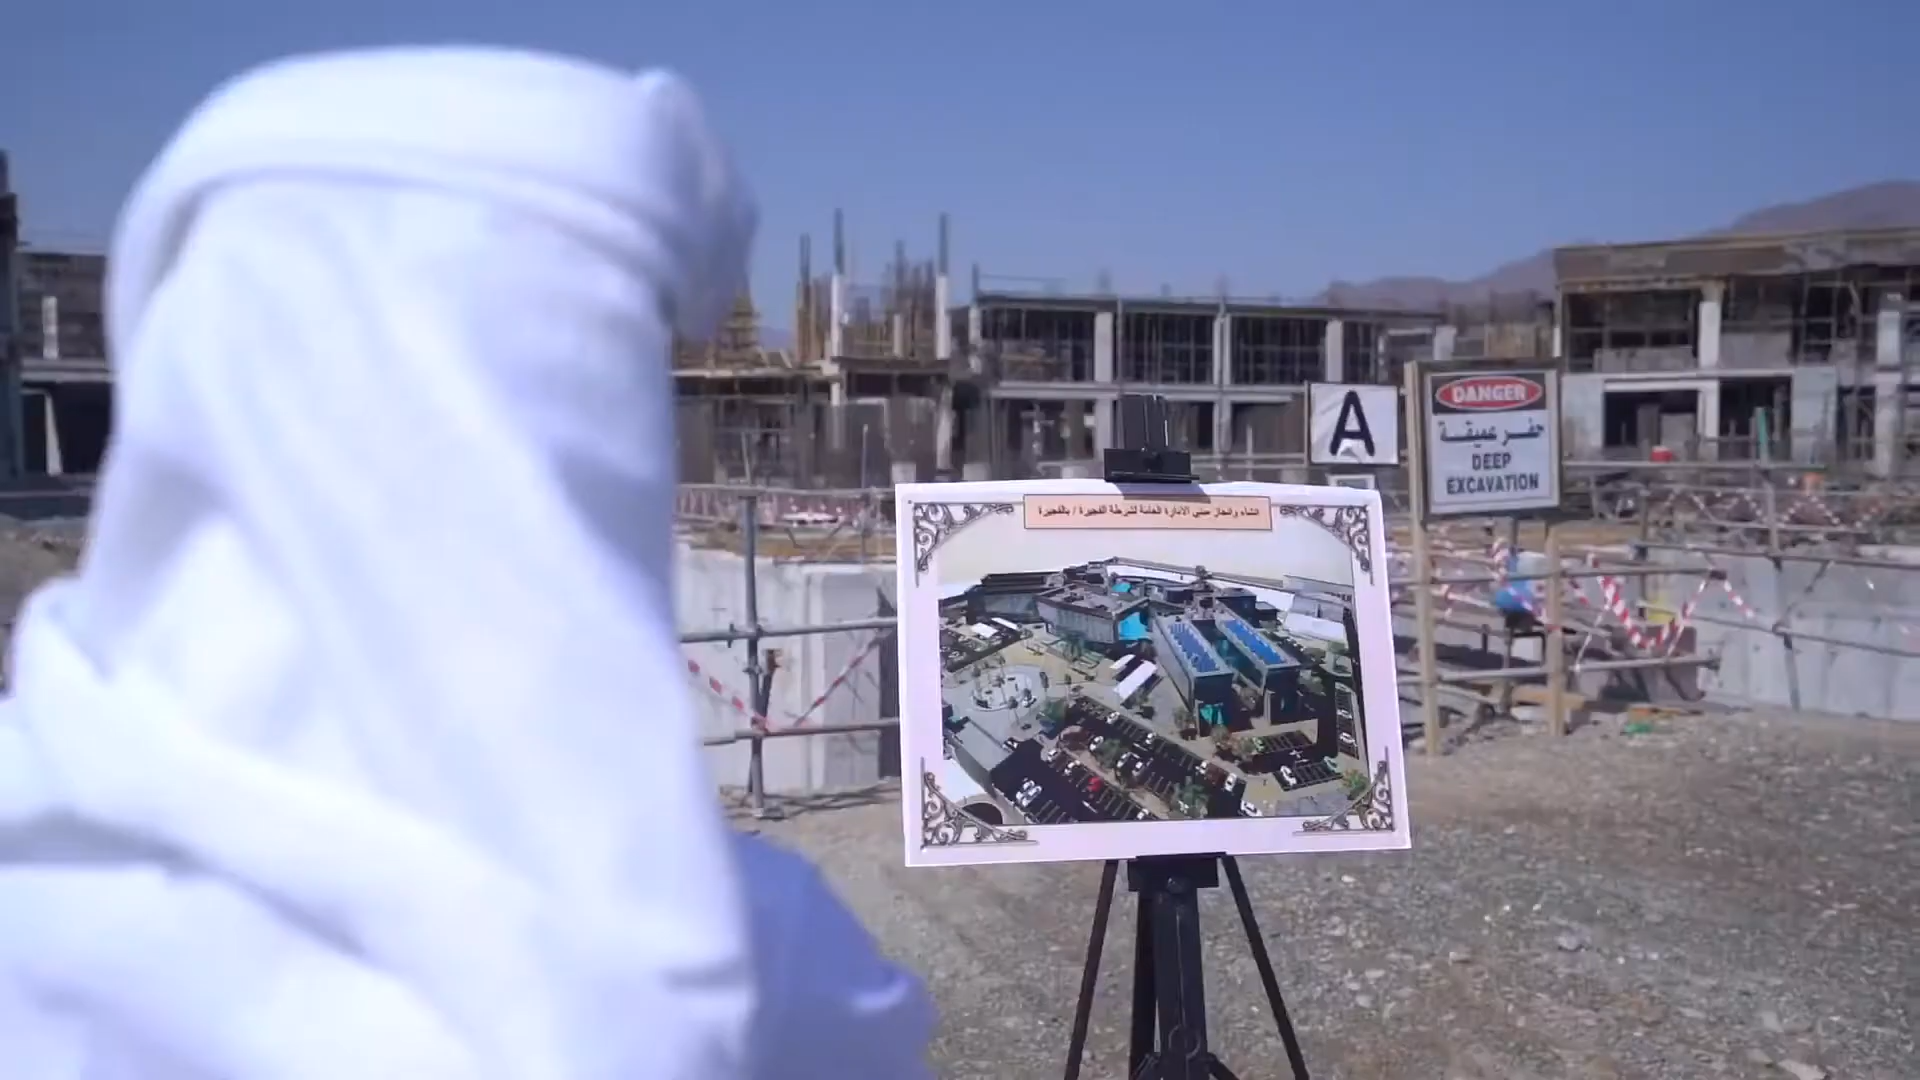 A
DANGER
حفر عميقة
DEEP
EXCAVATION
انشاء وانجاز مبنى الادارة العامة لشرطة الفجيرة / بالفجيرة